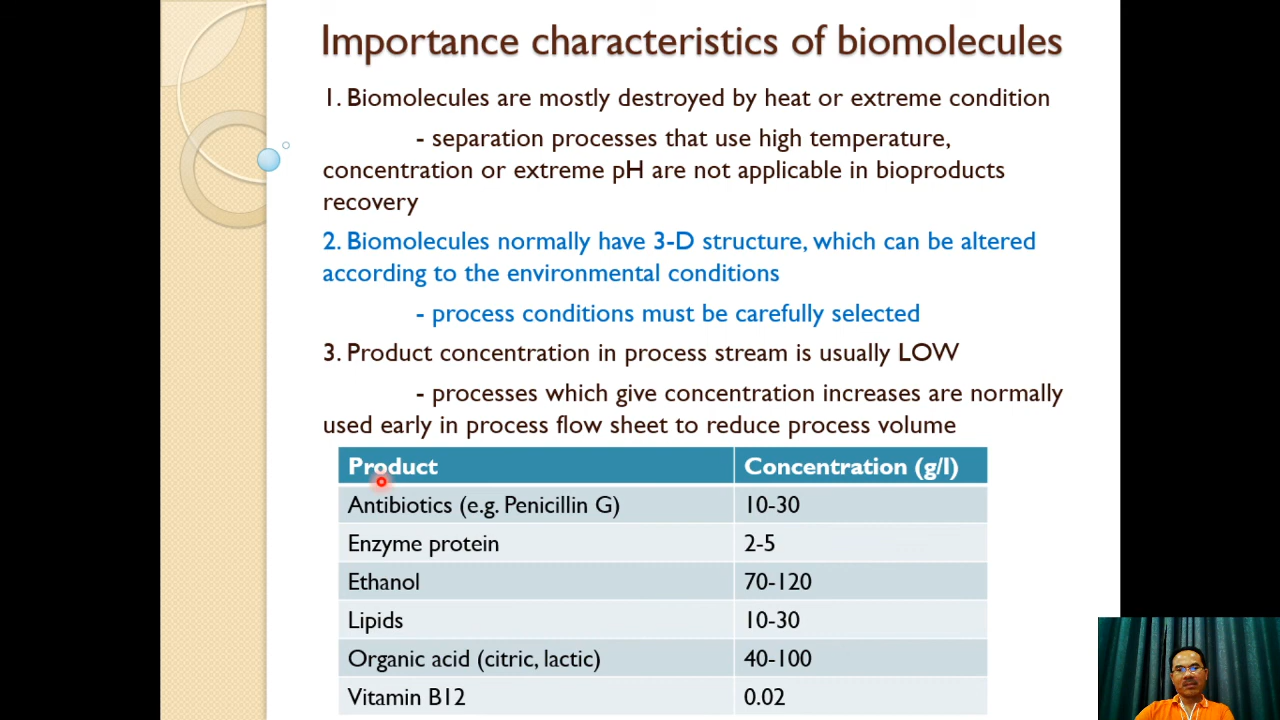 Importance characteristics of biomolecules
1. Biomolecules are mostly destroyed by heat or extreme condition
- separation processes that use high temperature,
concentration or extreme pH are not applicable in bioproducts
recovery
2. Biomolecules normally have 3-D structure, which can be altered
according to the environmental conditions
- process conditions must be carefully selected
3. Product concentration in process stream is usually LOW
- processes which give concentration increases are normally
used early in process flow sheet to reduce process volume
Product Concentration (g/l)
Antibiotics (e.g. Penicillin G) 10-30
Enzyme protein 2-5
Ethanol 70-120
Lipids 10-30
Organic acid (citric, lactic) 40-100
Vitamin B12 0.02